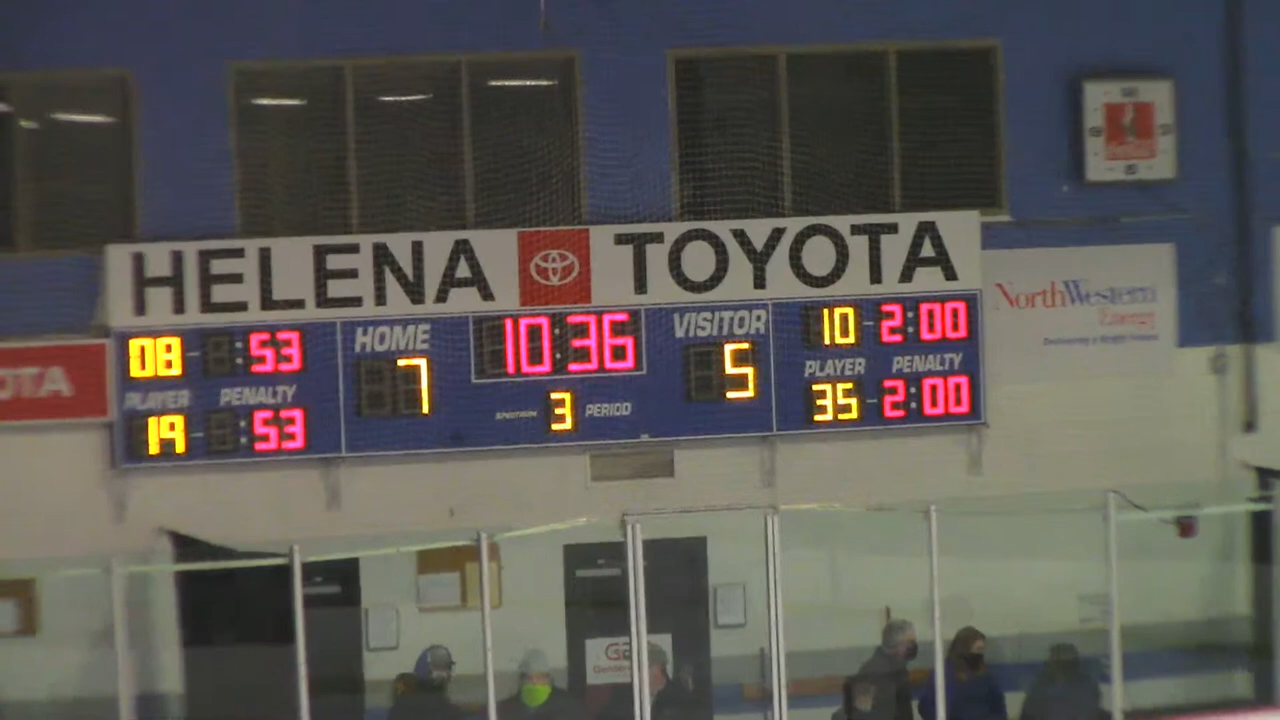 HELENA TOYOTA
NorthWestern
Energy
OTA
08 :53
PLAYER PENALTY
19 :53
HOME
7
10:36
3 PERIOD
VISITOR
5
10 2:00
PLAYER PENALTY
35 2:00